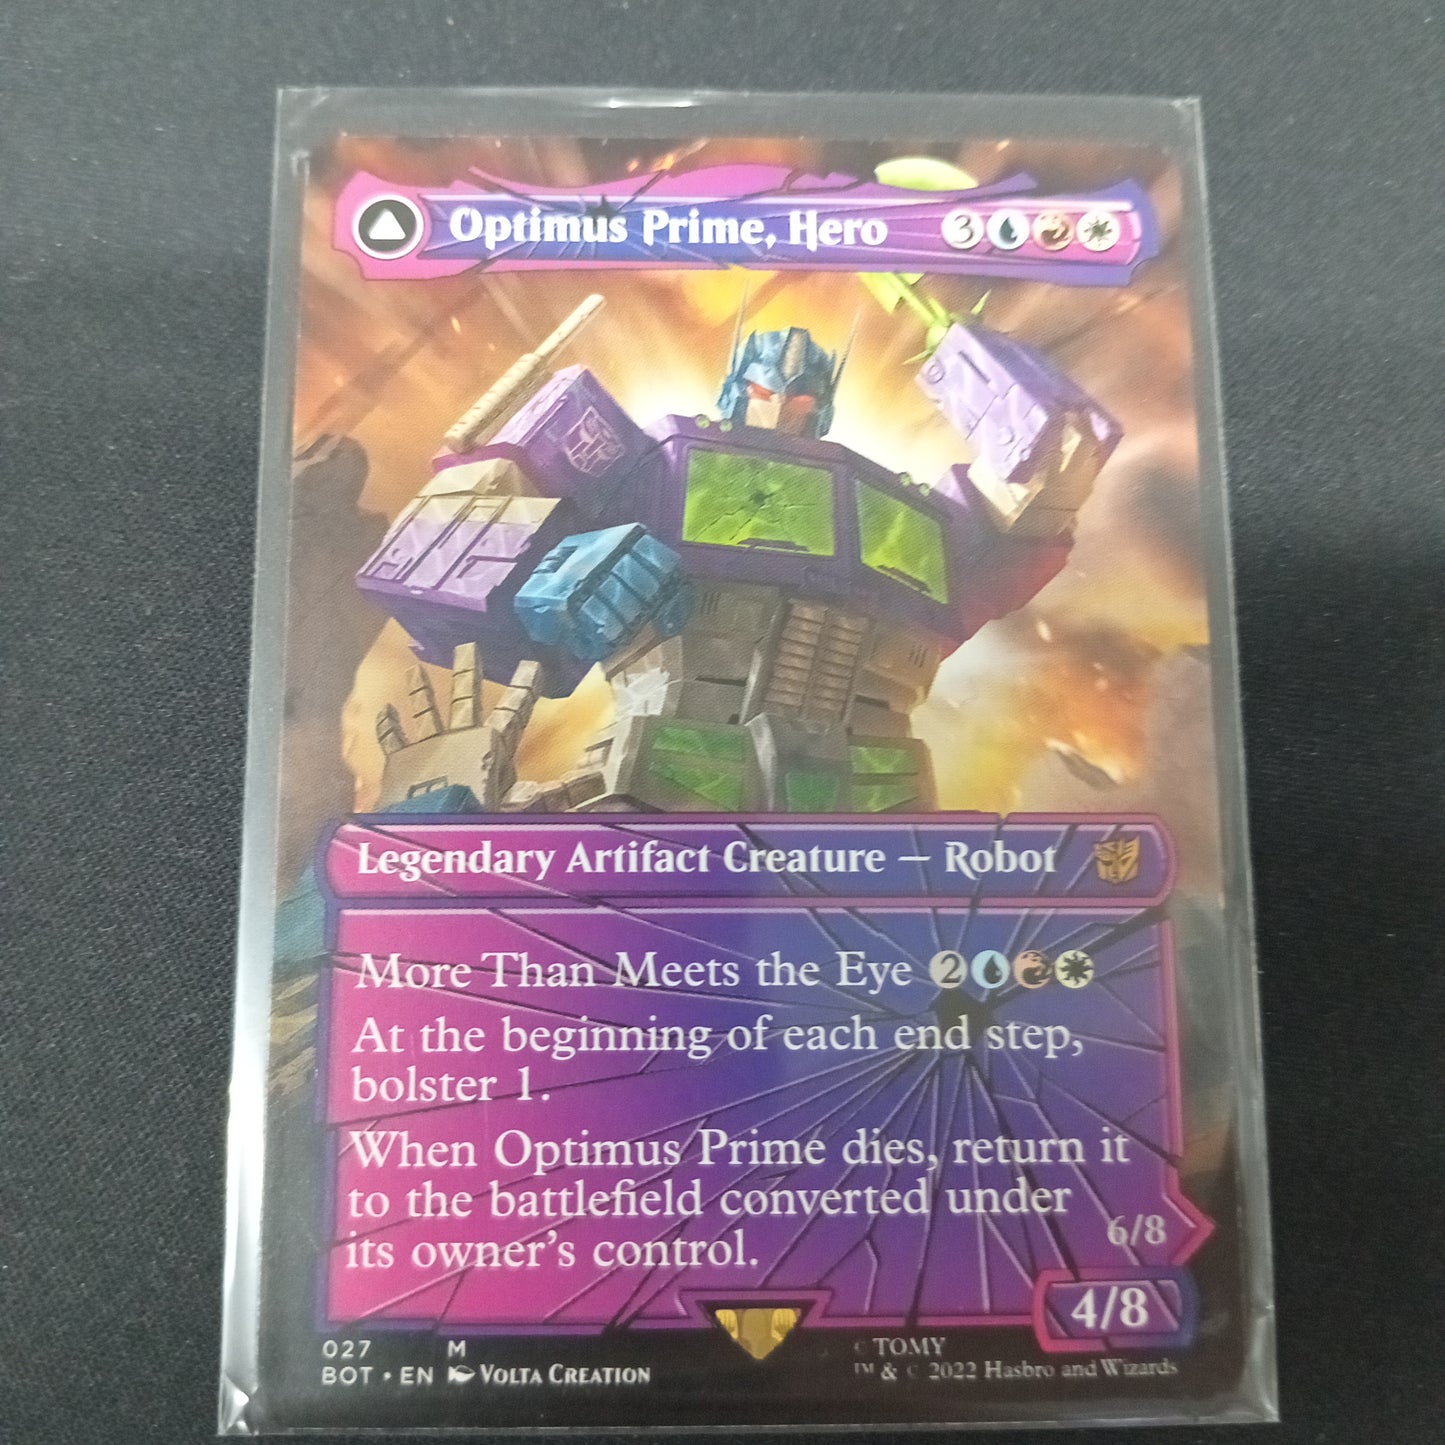 Optimus Prime, Hero 3
Legendary Artifact Creature — Robot
More Than Meets the Eye 2
At the beginning of each end step,
bolster 1.
When Optimus Prime dies, return it
to the battlefield converted under
its owner's control.
6/8
4/8
027 M
BOT • EN VOLTA CREATION
© TOMY
™ & © 2022 Hasbro and Wizards